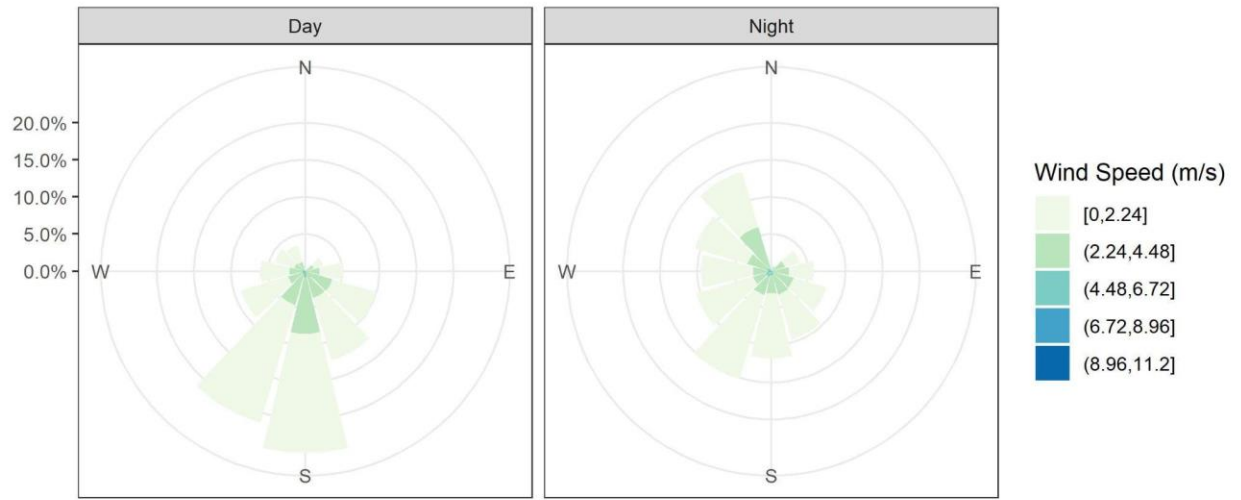 Day
Night
N
N
20.0%
15.0%
10.0%
5.0%
0.0%
W
E
W
E
S
S
Wind Speed (m/s)
[0,2.24]
(2.24,4.48]
(4.48,6.72]
(6.72,8.96]
(8.96,11.2]